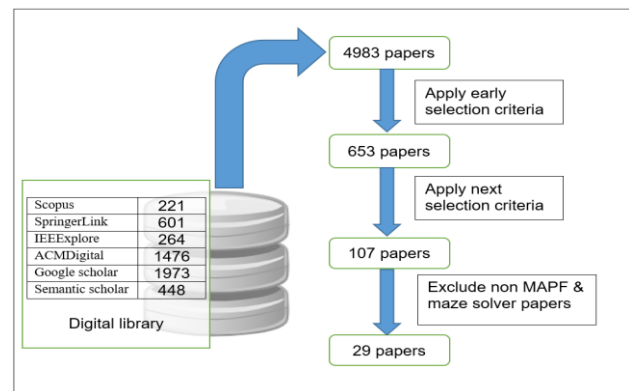 4983 papers
Apply early
selection criteria
653 papers
Apply next
selection criteria
107 papers
Exclude non MAPF &
maze solver papers
29 papers
Scopus 221
SpringerLink 601
IEEExplore 264
ACMDigital 1476
Google scholar 1973
Semantic scholar 448
Digital library